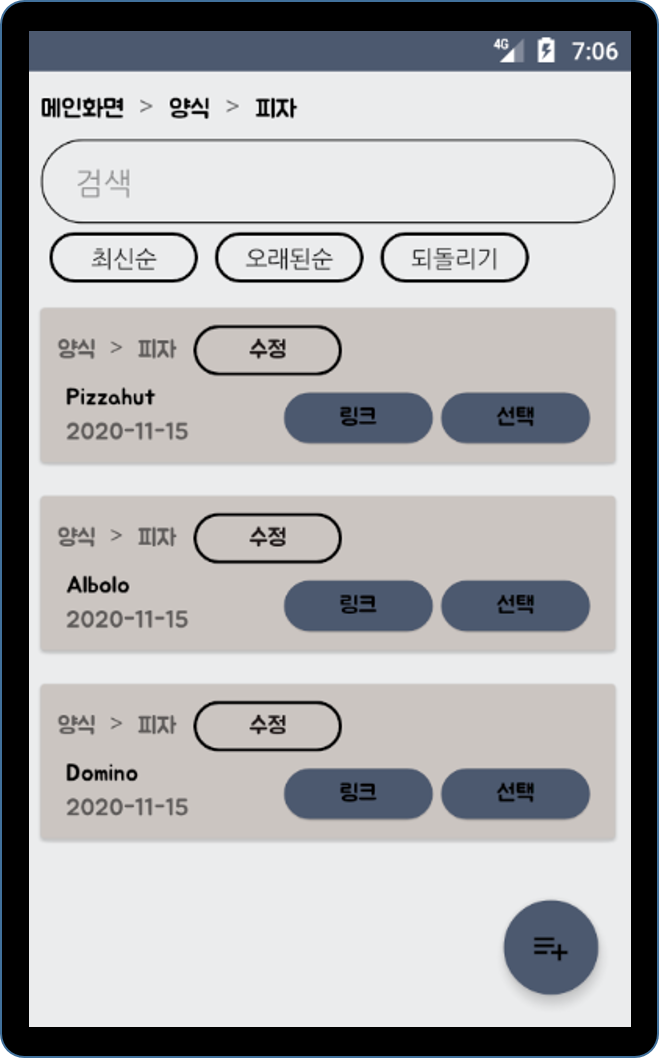 4G 7:06
메인화면 > 양식 > 피자
검색
최신순 오래된순 되돌리기
양식 > 피자 수정
Pizzahut
링크 선택
2020-11-15
양식 > 피자 수정
Albolo
링크 선택
2020-11-15
양식 > 피자 수정
Domino
링크 선택
2020-11-15